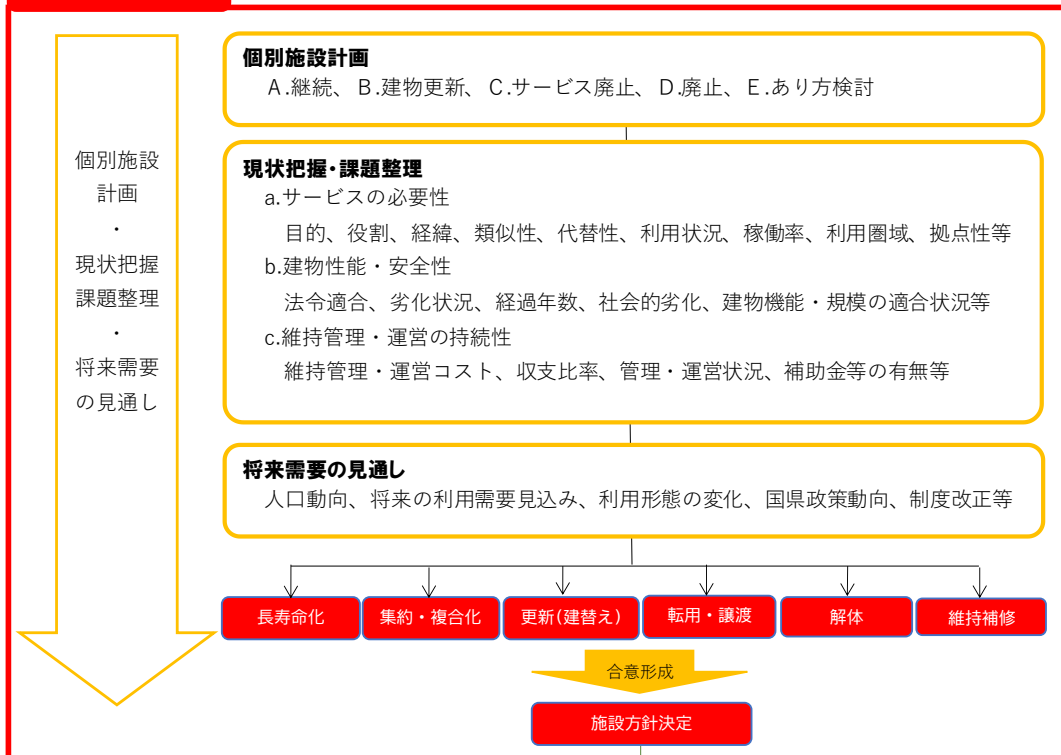 個別施設計画
A.継続、B.建物更新、C.サービス廃止、D.廃止、E.あり方検討
個別施設
計画
・
現状把握
課題整理
・
将来需要
の見通し
現状把握・課題整理
a.サービスの必要性
目的、役割、経緯、類似性、代替性、利用状況、稼働率、利用圏域、拠点性等
b.建物性能・安全性
法令適合、劣化状況、経過年数、社会的劣化、建物機能・規模の適合状況等
c.維持管理・運営の持続性
維持管理・運営コスト、収支比率、管理・運営状況、補助金等の有無等
将来需要の見通し
人口動向、将来の利用需要見込み、利用形態の変化、国県政策動向、制度改正等
長寿命化
集約・複合化
更新(建替え)
転用・譲渡
解体
維持補修
合意形成
施設方針決定